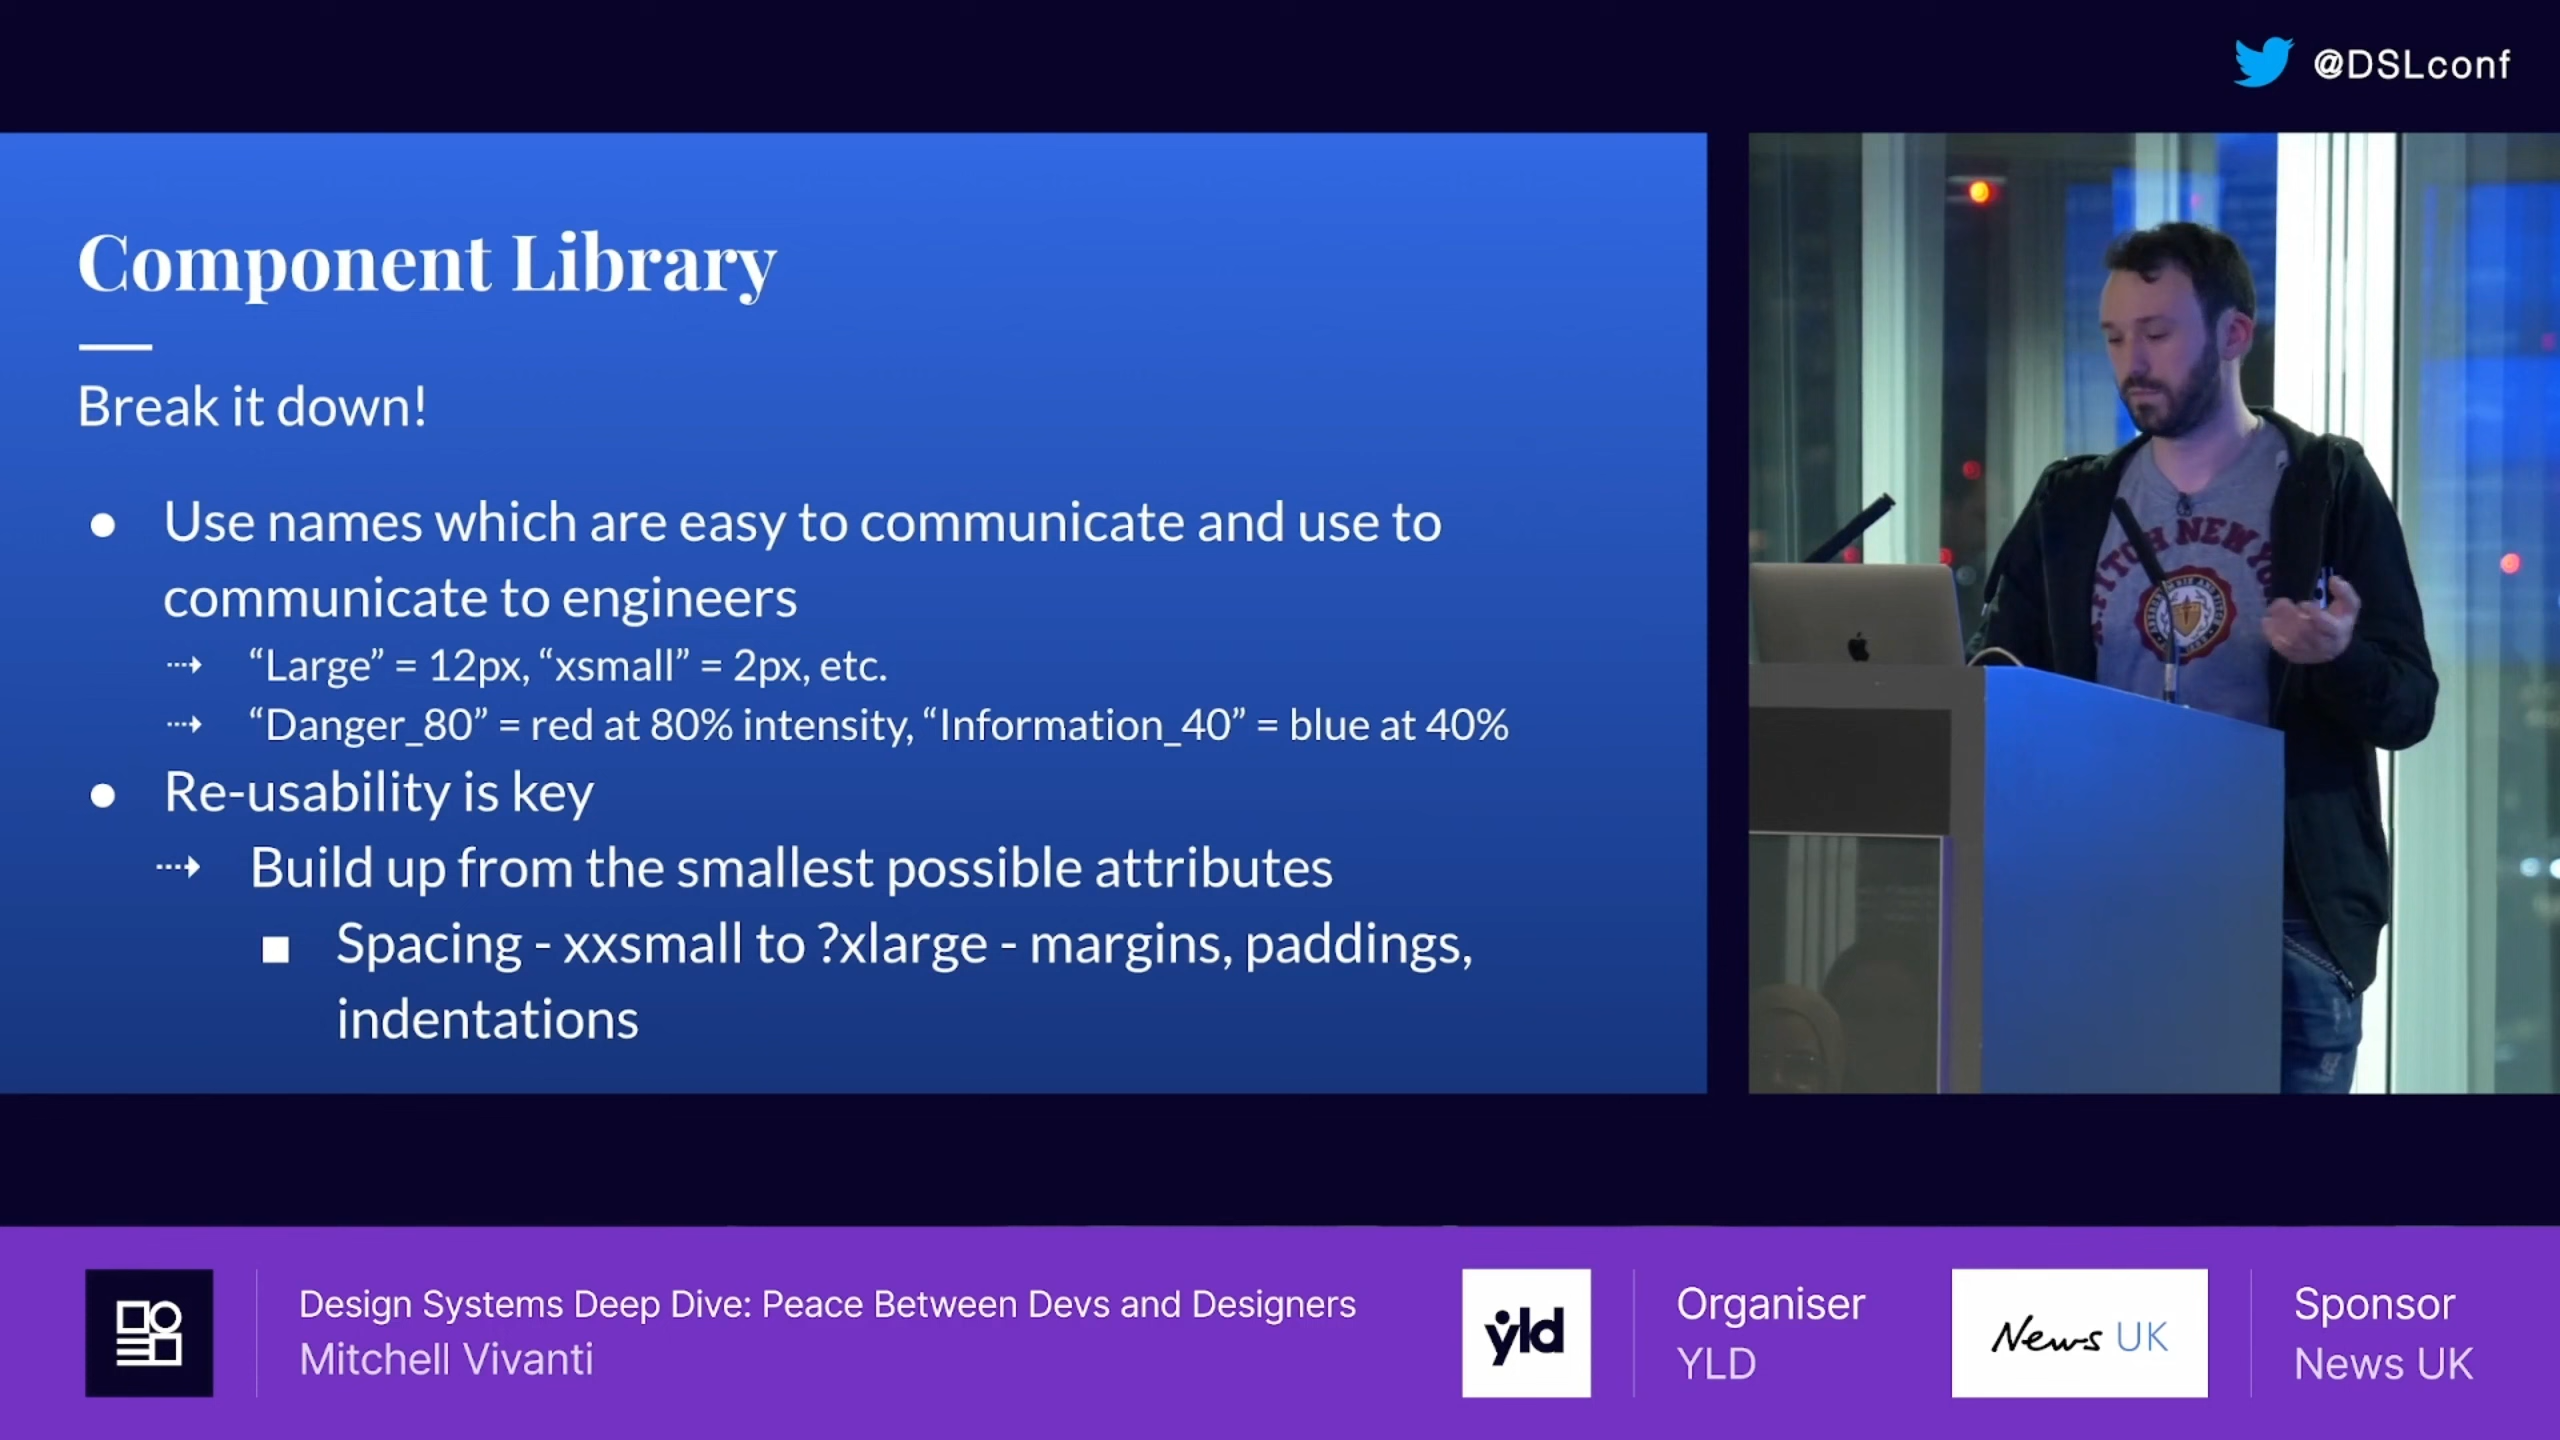 @DSLconf
Component Library
Break it down!
● Use names which are easy to communicate and use to
communicate to engineers
⤑ “Large” = 12px, “xsmall” = 2px, etc.
⤑ “Danger_80” = red at 80% intensity, “Information_40” = blue at 40%
● Re-usability is key
⤑ Build up from the smallest possible attributes
■ Spacing - xxsmall to ?xlarge - margins, paddings,
indentations
NEW YO
Design Systems Deep Dive: Peace Between Devs and Designers
Mitchell Vivanti
yld
Organiser
YLD
News UK
Sponsor
News UK